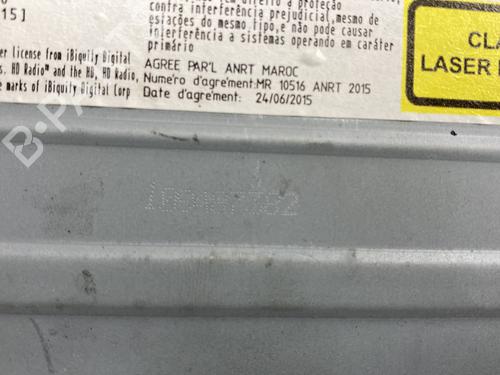 contra interferência prejudicial, mesmo de
estações do mesmo tipo, e não pode causar
interferência a sistemas operando em caráter
primário
015]
er license from iBiquity Digital
s. HD Radio™ and the HD, HD Radio,
e marks of iBiquity Digital Corp
AGREE PAR'L ANRT MAROC
Numéro d'agrément:MR 10516 ANRT 2015
Date d'agrément: 24/06/2015
CLA
LASER
B-PA